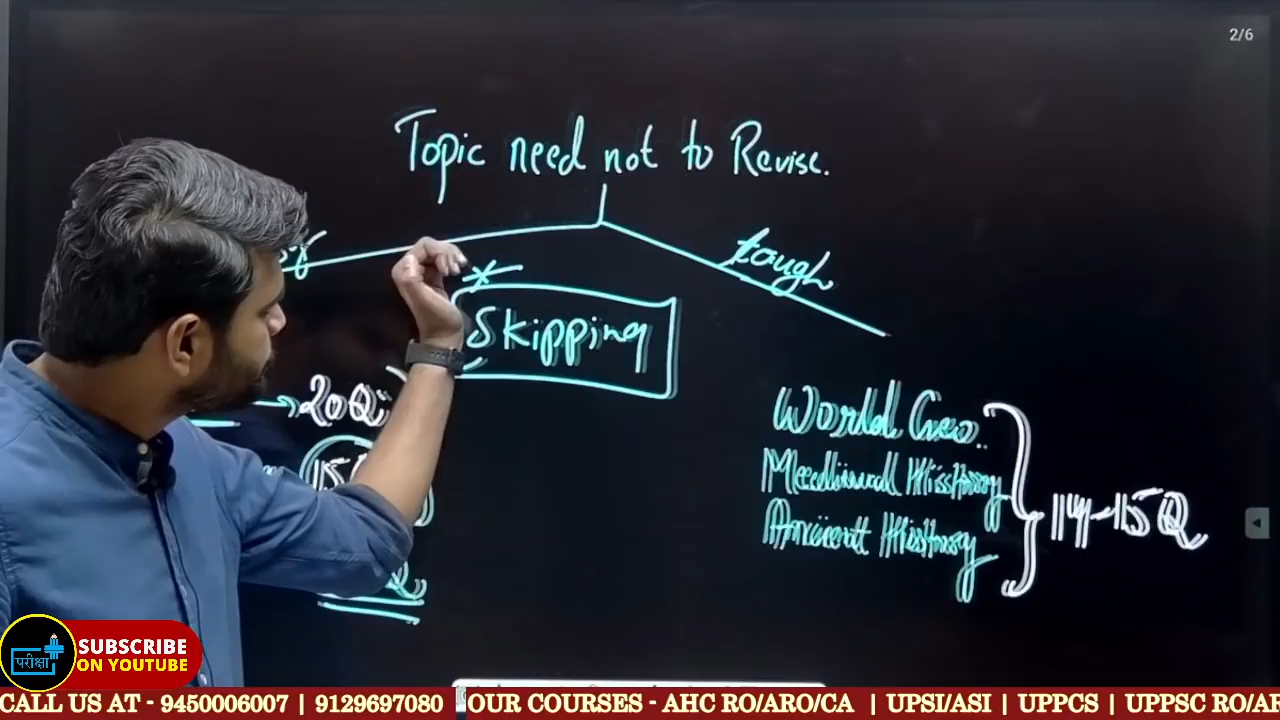 2/6
Topic need not to Revise.
tough
Skipping
20Q
World Geo..
Medieval History
Ancient History
14-15Q
परीक्षा
SUBSCRIBE
ON YOUTUBE
CALL US AT - 9450006007 | 9129697080 | OUR COURSES - AHC RO/ARO/CA | UPSI/ASI | UPPCS | UPPSC RO/AR